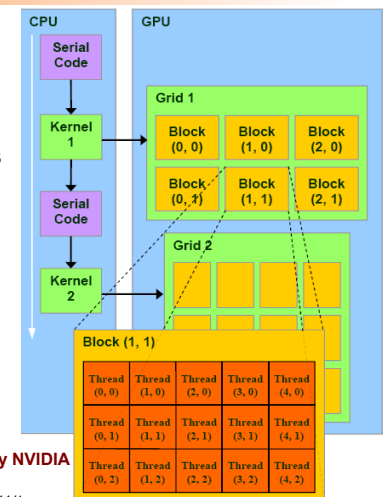 CPU
GPU
Serial
Code
Kernel
1
Serial
Code
Kernel
2
Grid 1
Block
(0, 0)
Block
(1, 0)
Block
(2, 0)
Block
(0, 1)
Block
(1, 1)
Block
(2, 1)
Grid 2
Block (1, 1)
Thread
(0, 0)
Thread
(1, 0)
Thread
(2, 0)
Thread
(3, 0)
Thread
(4, 0)
Thread
(0, 1)
Thread
(1, 1)
Thread
(2, 1)
Thread
(3, 1)
Thread
(4, 1)
Thread
(0, 2)
Thread
(1, 2)
Thread
(2, 2)
Thread
(3, 2)
Thread
(4, 2)
y NVIDIA